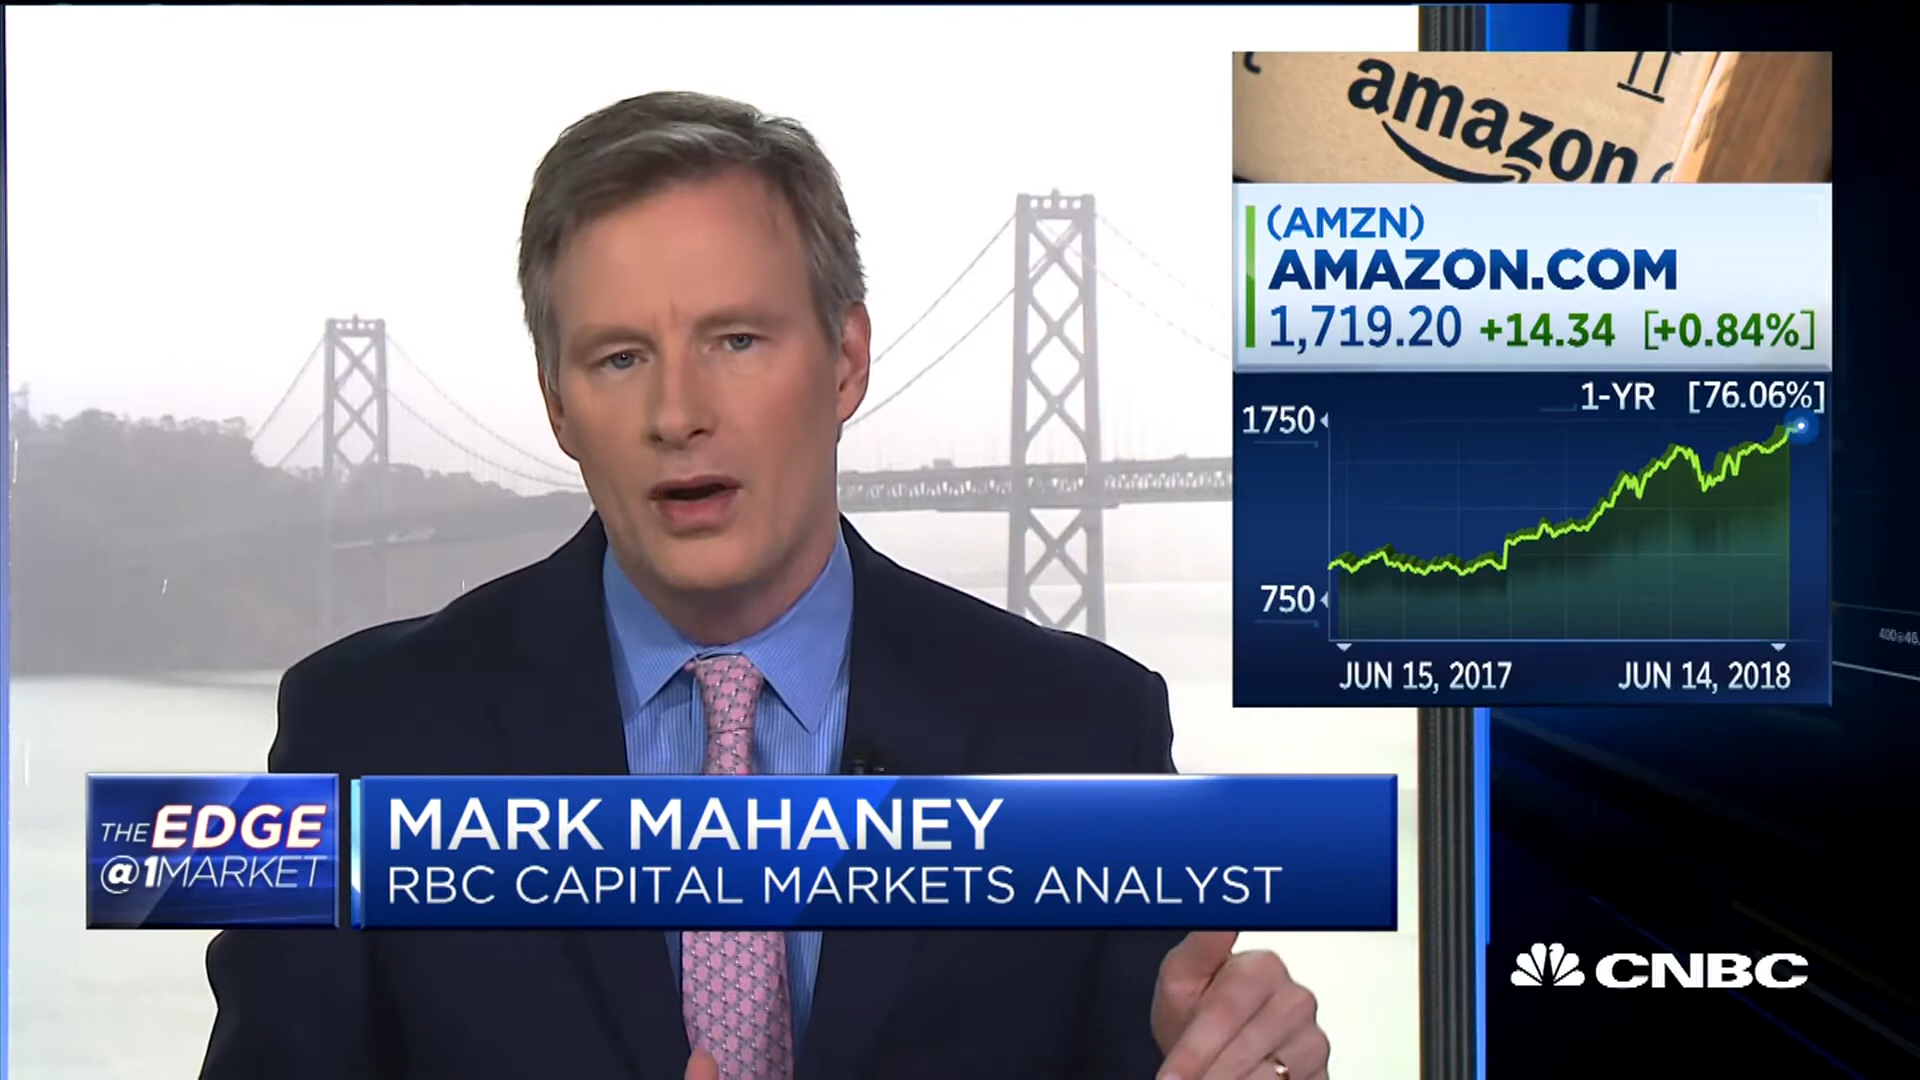 amazon
(AMZN)
AMAZON.COM
1,719.20 +14.34 [+0.84%]
1-YR [76.06%]
1750
750
JUN 15, 2017 JUN 14, 2018
THE EDGE
@1MARKET
MARK MAHANEY
RBC CAPITAL MARKETS ANALYST
CNBC